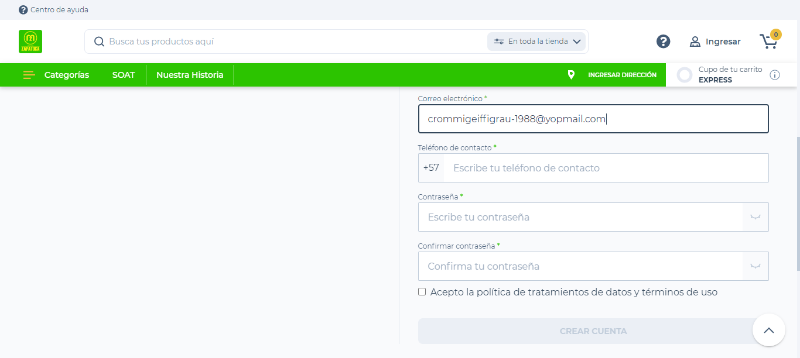 Centro de ayuda
Busca tus productos aquí
En toda la tienda
Ingresar
0
Categorías
SOAT
Nuestra Historia
INGRESAR DIRECCIÓN
Cupo de tu carrito
EXPRESS
Correo electrónico *
crommigeiffigrau-1988@yopmail.com
Teléfono de contacto *
+57
Escribe tu teléfono de contacto
Contraseña *
Escribe tu contraseña
Confirmar contraseña *
Confirma tu contraseña
Acepto la política de tratamientos de datos y términos de uso
CREAR CUENTA